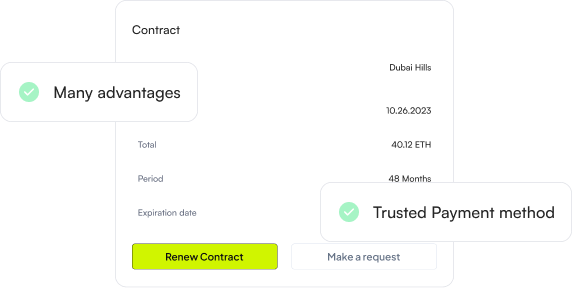 Contract
Dubai Hills
Many advantages
10.26.2023
Total 40.12 ETH
Period 48 Months
Expiration date
Trusted Payment method
Renew Contract Make a request